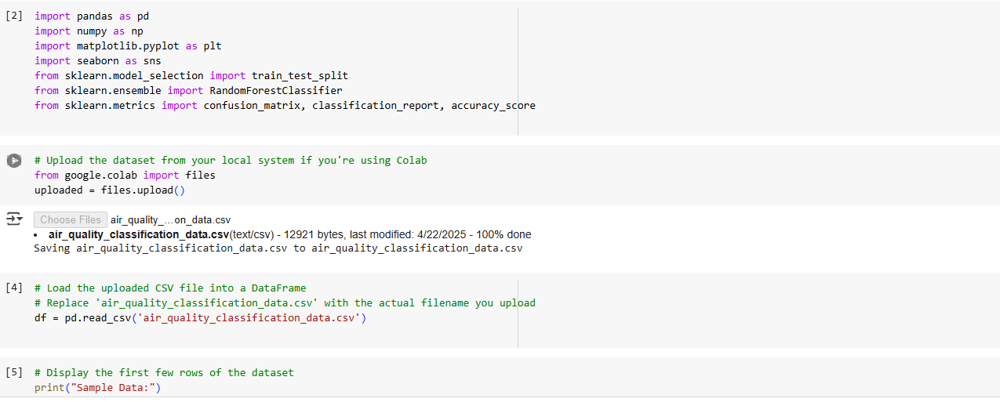 [2] import pandas as pd
import numpy as np
import matplotlib.pyplot as plt
import seaborn as sns
from sklearn.model_selection import train_test_split
from sklearn.ensemble import RandomForestClassifier
from sklearn.metrics import confusion_matrix, classification_report, accuracy_score
# Upload the dataset from your local system if you're using Colab
from google.colab import files
uploaded = files.upload()
Choose Files air_quality_...on_data.csv
• air_quality_classification_data.csv(text/csv) - 12921 bytes, last modified: 4/22/2025 - 100% done
Saving air_quality_classification_data.csv to air_quality_classification_data.csv
[4] # Load the uploaded CSV file into a DataFrame
# Replace 'air_quality_classification_data.csv' with the actual filename you upload
df = pd.read_csv('air_quality_classification_data.csv')
[5] # Display the first few rows of the dataset
print("Sample Data:")